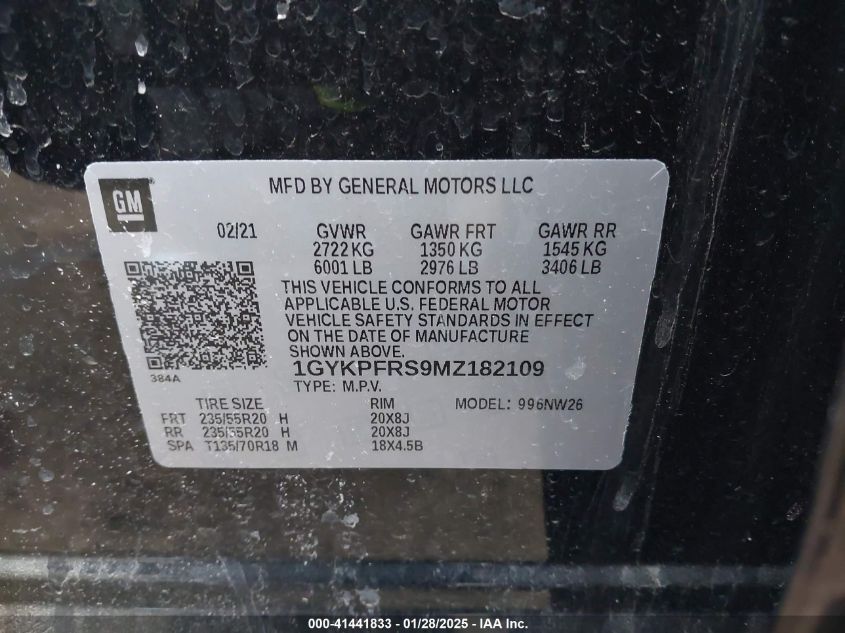 GM
MFD BY GENERAL MOTORS LLC
02/21 GVWR GAWR FRT GAWR RR
2722 KG 1350 KG 1545 KG
6001 LB 2976 LB 3406 LB
THIS VEHICLE CONFORMS TO ALL
APPLICABLE U.S. FEDERAL MOTOR
VEHICLE SAFETY STANDARDS IN EFFECT
ON THE DATE OF MANUFACTURE
SHOWN ABOVE.
384A
1GYKPFRS9MZ182109
TYPE: M.P.V.
TIRE SIZE RIM MODEL: 996NW26
FRT 235/55R20 H 20X8J
RR 235/55R20 H 20X8J
SPA T135/70R18 M 18X4.5B
000-41441833 - 01/28/2025 - IAA Inc.